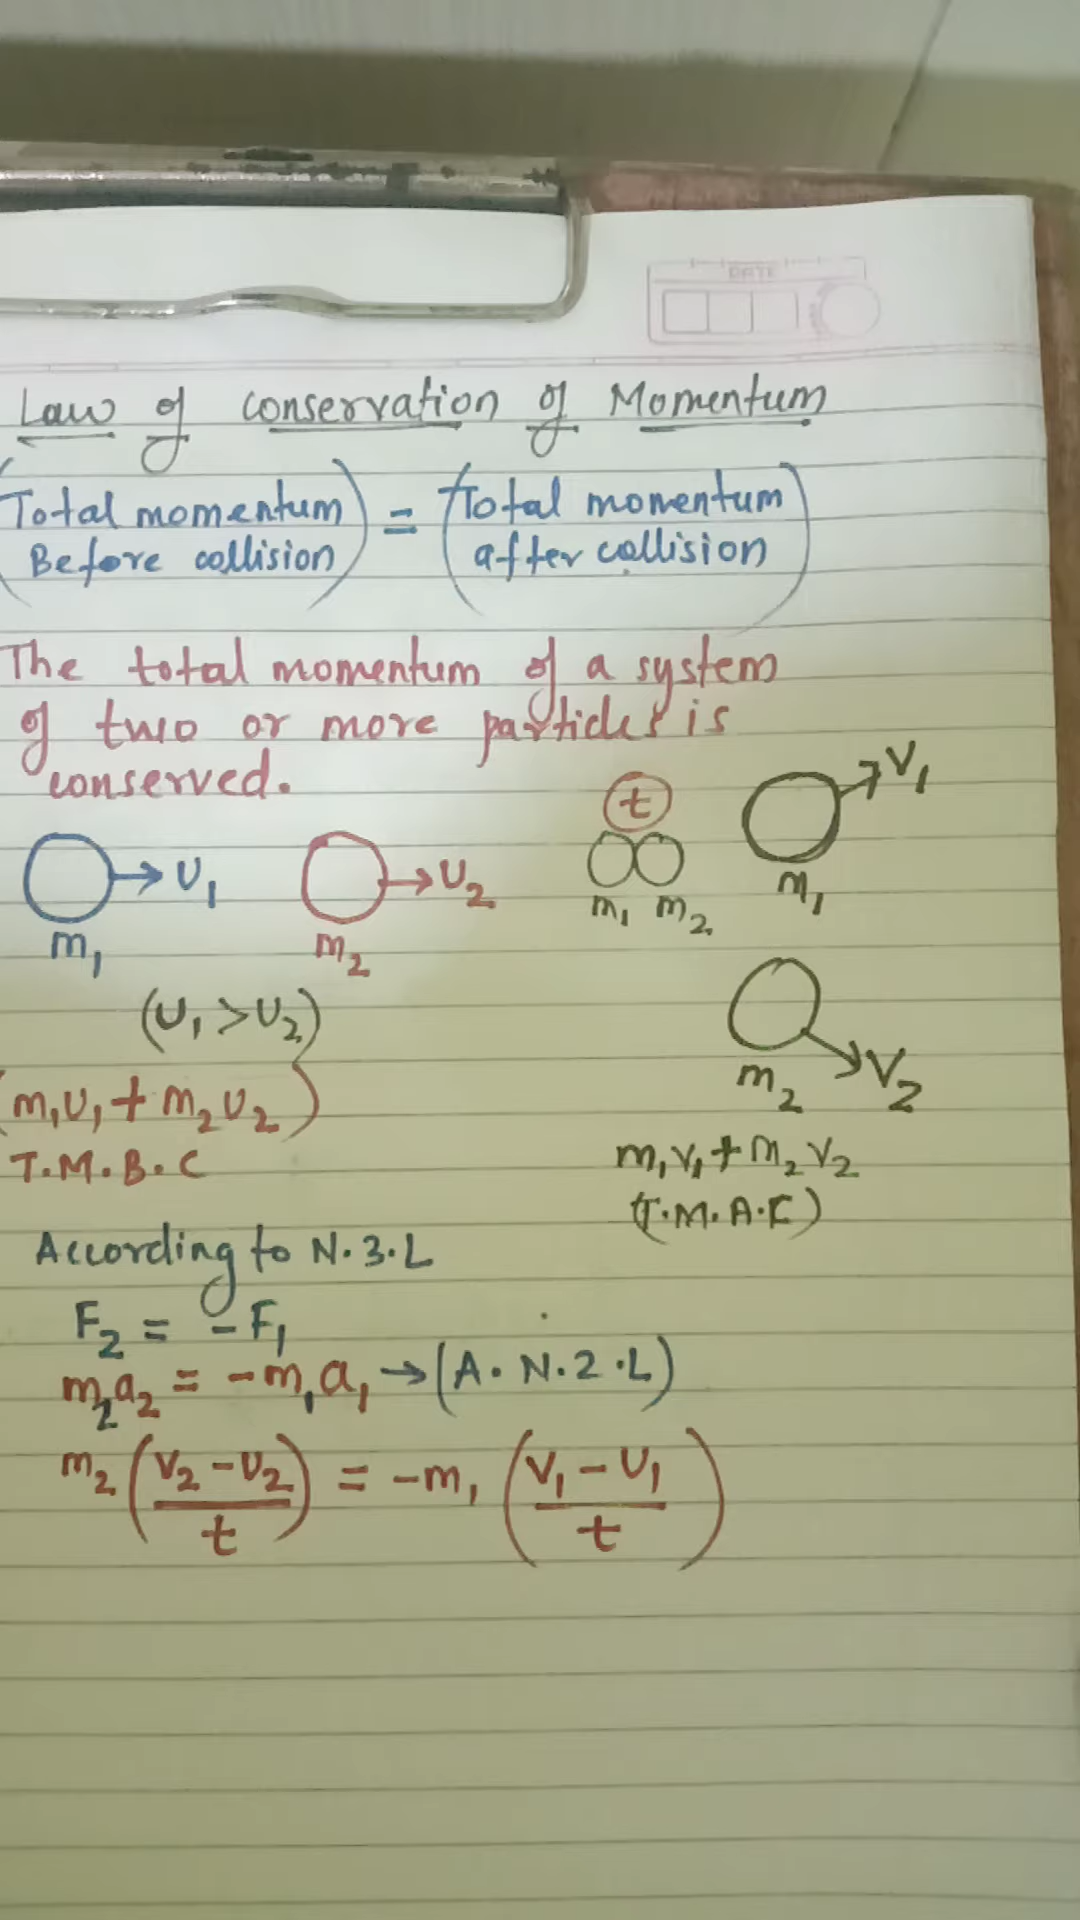 DATE
Law of conservation of Momentum
(Total momentum Before collision) = (Total momentum after collision)
The total momentum of a system
of two or more particles is
conserved.
m₁ → U₁
m₂ → U₂
t
m₁ m₂
m₁ V₁
(U₁ > U₂)
m₂ V₂
(m₁U₁ + m₂U₂)
T.M.B.C
m₁V₁ + m₂V₂
(T.M.A.C)
According to N.3.L
F₂ = -F₁
m₂a₂ = -m₁a₁ → (A.N.2.L)
m₂ ((V₂ - U₂)/t) = -m₁ ((V₁ - U₁)/t)